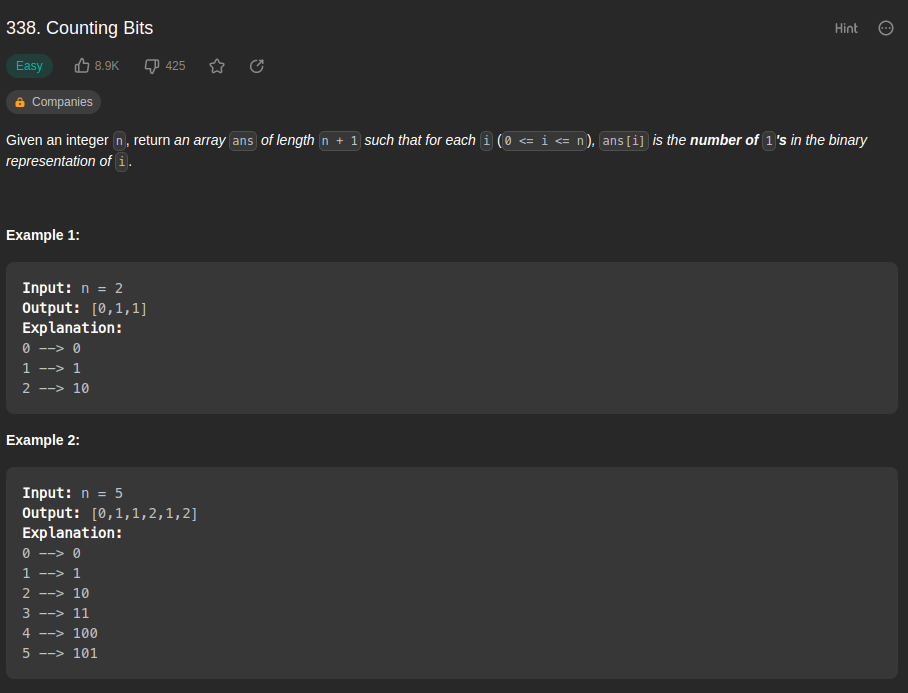 338. Counting Bits
Hint
Easy
8.9K
425
Companies
Given an integer n, return an array ans of length n + 1 such that for each i (0 <= i <= n), ans[i] is the number of 1's in the binary
representation of i.
Example 1:
Input: n = 2
Output: [0,1,1]
Explanation:
0 --> 0
1 --> 1
2 --> 10
Example 2:
Input: n = 5
Output: [0,1,1,2,1,2]
Explanation:
0 --> 0
1 --> 1
2 --> 10
3 --> 11
4 --> 100
5 --> 101